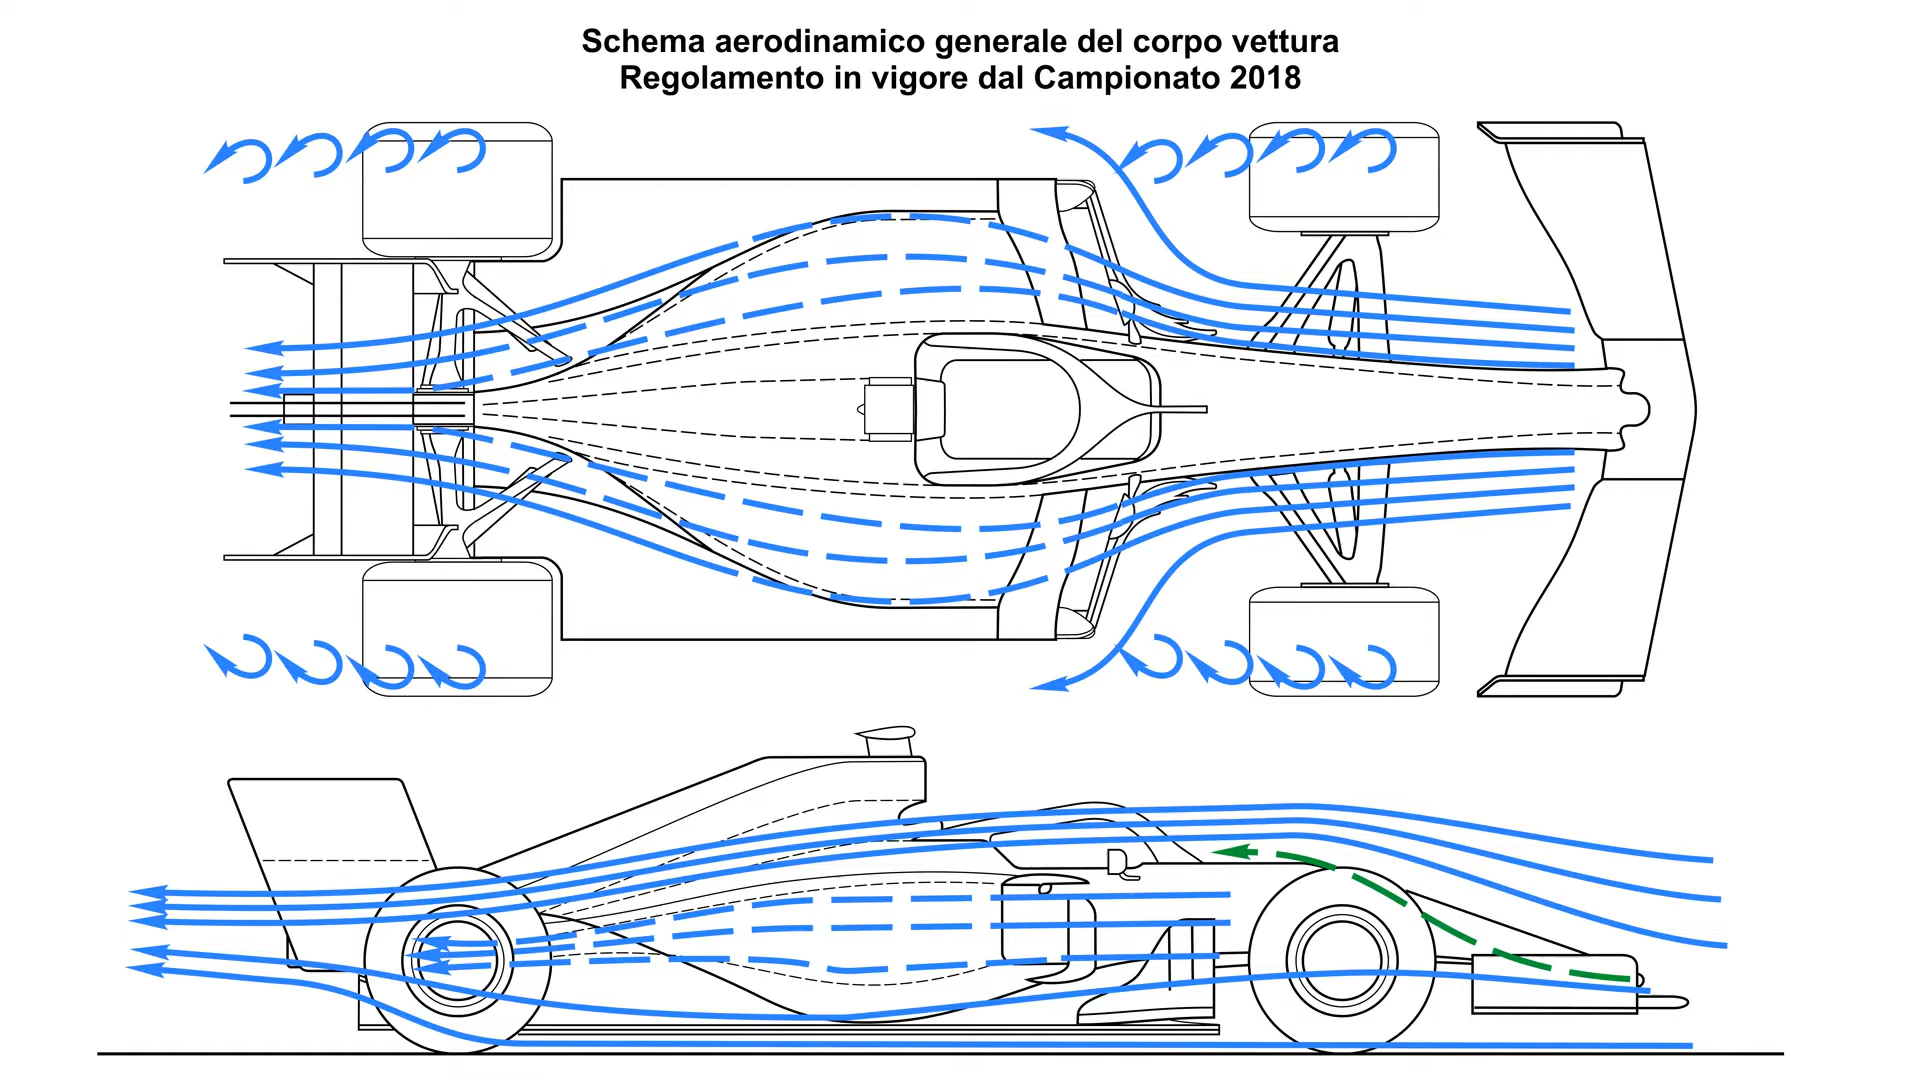 Schema aerodinamico generale del corpo vettura
Regolamento in vigore dal Campionato 2018